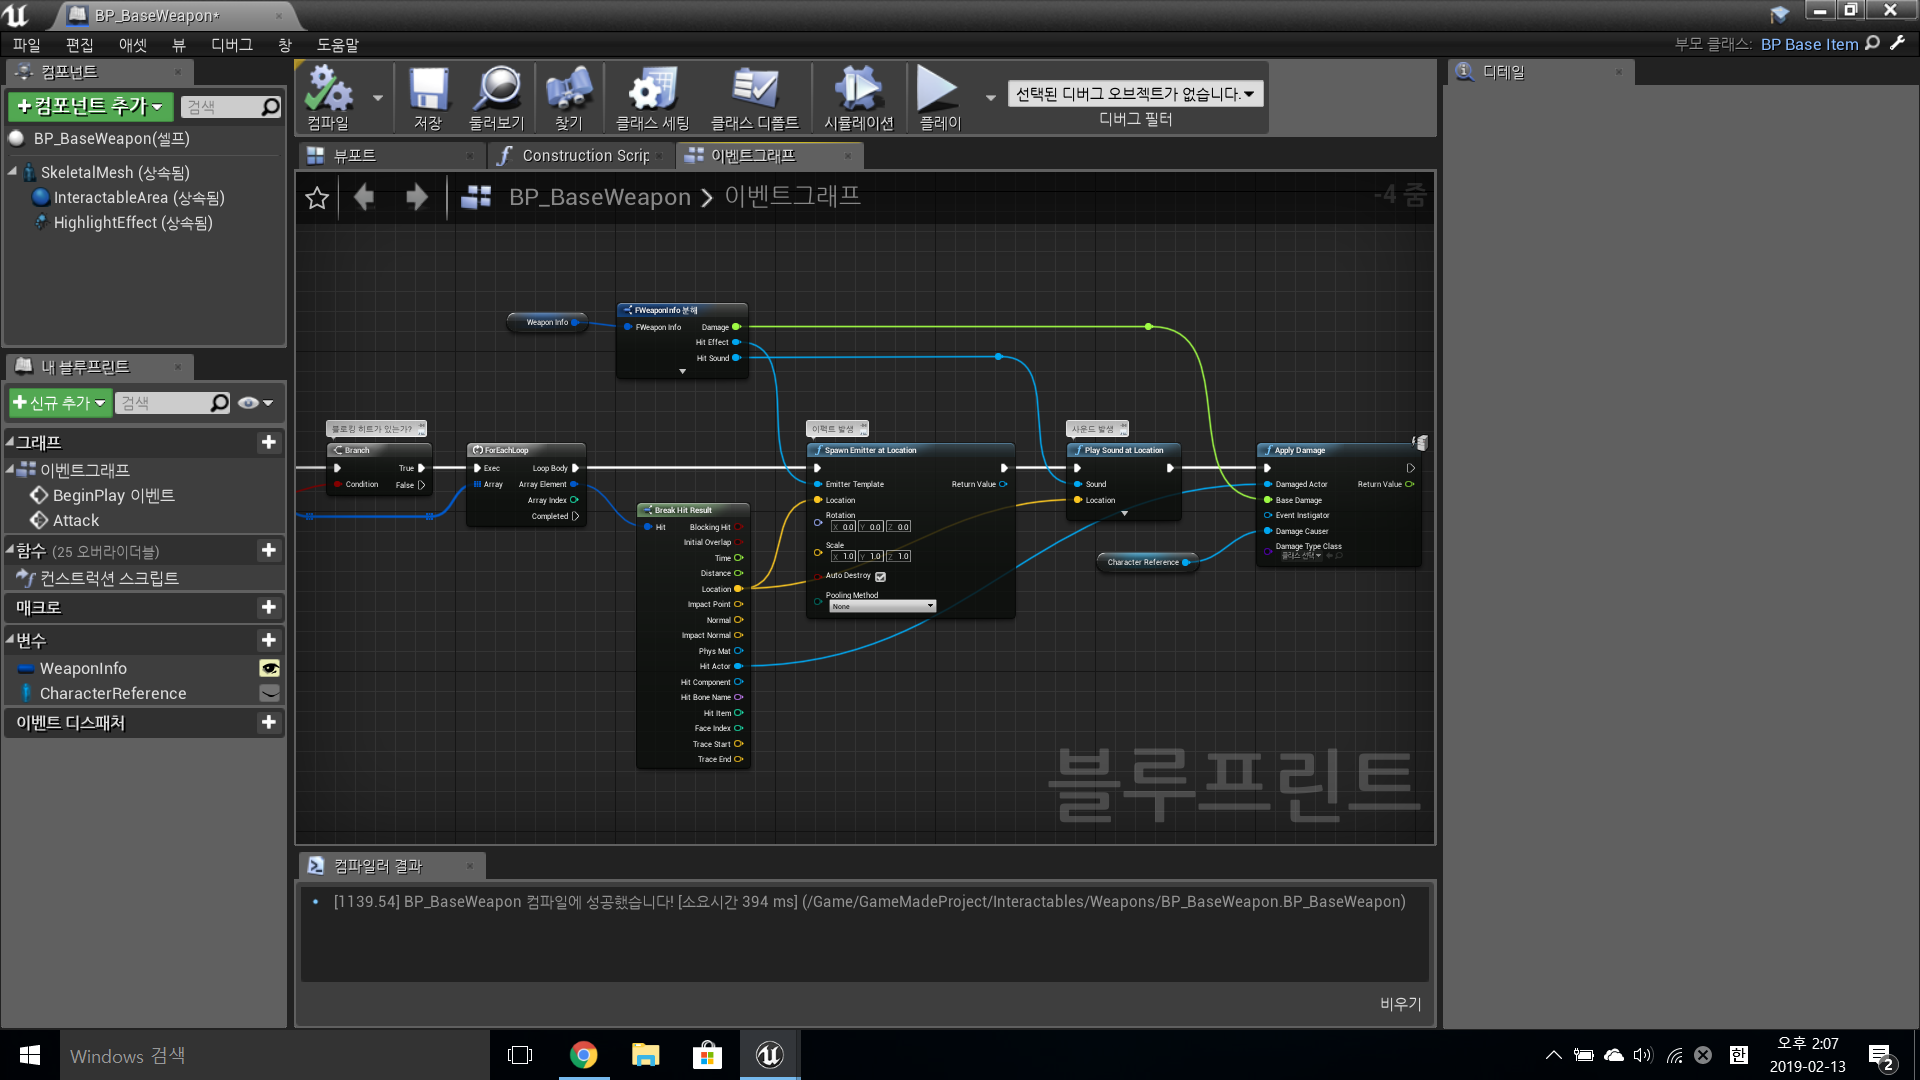 BP_BaseWeapon*
파일 편집 애셋 뷰 디버그 창 도움말
부모 클래스: BP Base Item
컴포넌트
+컴포넌트 추가
검색
BP_BaseWeapon(셀프)
SkeletalMesh (상속됨)
InteractableArea (상속됨)
HighlightEffect (상속됨)
컴파일
저장
둘러보기
찾기
클래스 세팅
클래스 디폴트
시뮬레이션
플레이
선택된 디버그 오브젝트가 없습니다.
디버그 필터
디테일
뷰포트
Construction Scrip
이벤트그래프
BP_BaseWeapon > 이벤트그래프
-4 줌
내 블루프린트
+신규 추가
검색
그래프
이벤트그래프
BeginPlay 이벤트
Attack
함수 (25 오버라이더블)
컨스트럭션 스크립트
매크로
변수
WeaponInfo
CharacterReference
이벤트 디스패처
Weapon Info
FWeaponInfo 분해
FWeapon Info
Damage
Hit Effect
Hit Sound
블로킹 히트가 있는가?
Branch
True
Condition
False
ForEachLoop
Exec
Loop Body
Array
Array Element
Array Index
Completed
Break Hit Result
Hit
Blocking Hit
Initial Overlap
Time
Distance
Location
Impact Point
Normal
Impact Normal
Phys Mat
Hit Actor
Hit Component
Hit Bone Name
Hit Item
Face Index
Trace Start
Trace End
이펙트 발생
Spawn Emitter at Location
Emitter Template
Return Value
Location
Rotation
X 0.0 Y 0.0 Z 0.0
Scale
X 1.0 Y 1.0 Z 1.0
Auto Destroy
Pooling Method
None
사운드 발생
Play Sound at Location
Sound
Location
Character Reference
Apply Damage
Damaged Actor
Return Value
Base Damage
Event Instigator
Damage Causer
Damage Type Class
클래스 선택
블루프린트
컴파일러 결과
[1139.54] BP_BaseWeapon 컴파일에 성공했습니다! [소요시간 394 ms] (/Game/GameMadeProject/Interactables/Weapons/BP_BaseWeapon.BP_BaseWeapon)
비우기
Windows 검색
한
오후 2:07
2019-02-13
2